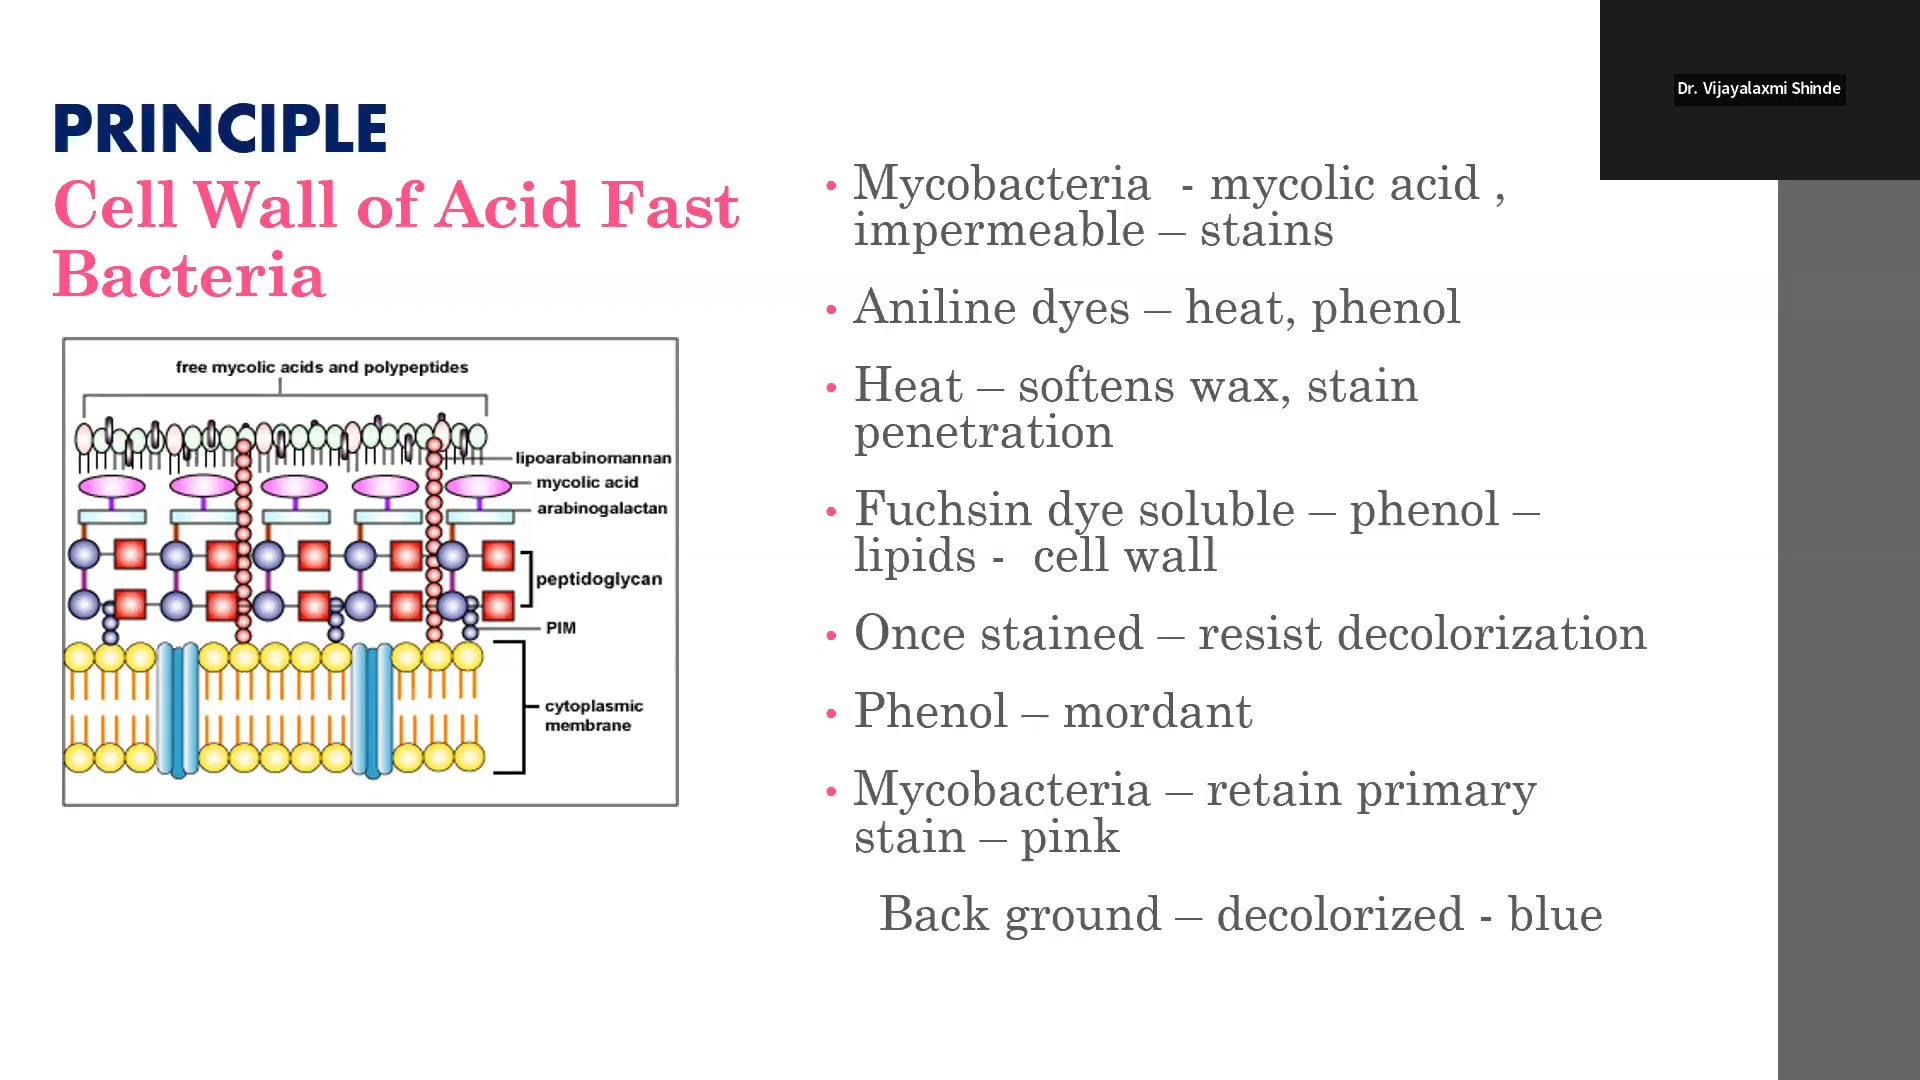 Dr. Vijayalaxmi Shinde
PRINCIPLE
Cell Wall of Acid Fast
Bacteria
free mycolic acids and polypeptides
lipoarabinomannan
mycolic acid
arabinogalactan
peptidoglycan
PIM
cytoplasmic
membrane
• Mycobacteria - mycolic acid ,
impermeable – stains
• Aniline dyes – heat, phenol
• Heat – softens wax, stain
penetration
• Fuchsin dye soluble – phenol –
lipids - cell wall
• Once stained – resist decolorization
• Phenol – mordant
• Mycobacteria – retain primary
stain – pink
Back ground – decolorized - blue